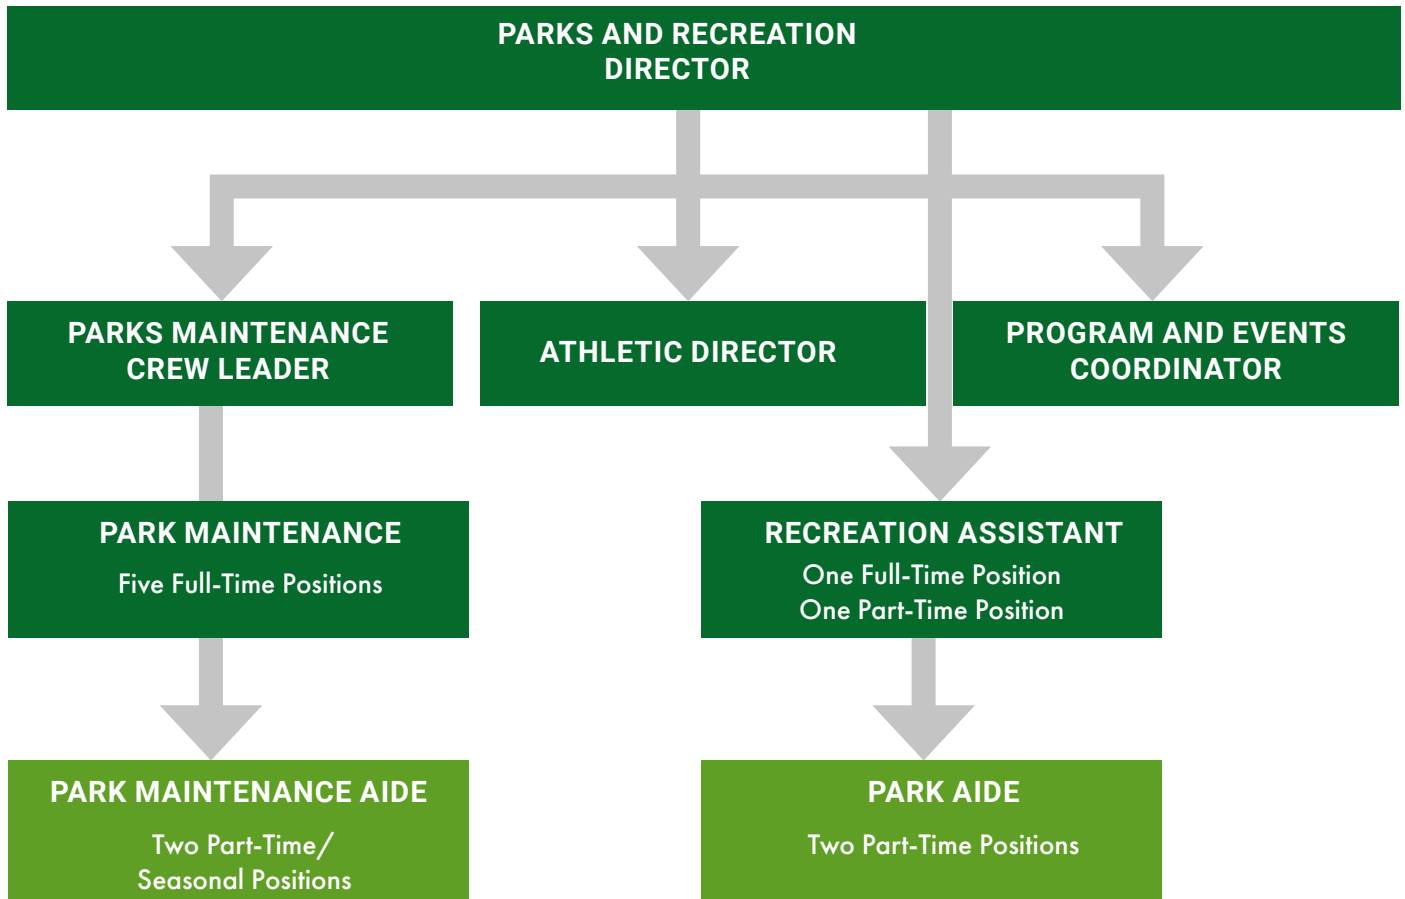 PARKS AND RECREATION
DIRECTOR
PARKS MAINTENANCE
CREW LEADER
ATHLETIC DIRECTOR
PROGRAM AND EVENTS
COORDINATOR
PARK MAINTENANCE
Five Full-Time Positions
RECREATION ASSISTANT
One Full-Time Position
One Part-Time Position
PARK MAINTENANCE AIDE
Two Part-Time/
Seasonal Positions
PARK AIDE
Two Part-Time Positions